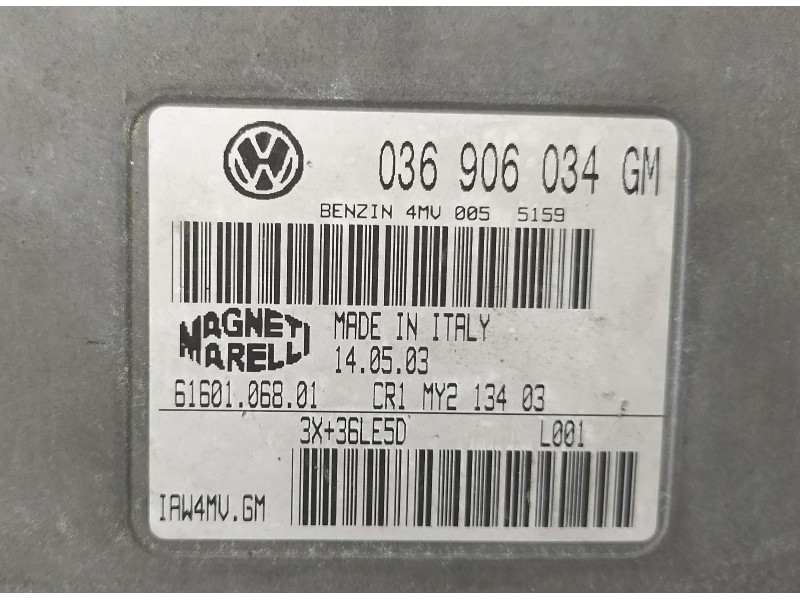 VW 036 906 034 GM
BENZIN 4MV 005 5159
MAGNETI
MARELLI
MADE IN ITALY
14.05.03
61601.068.01 CR1 MY2 134 03
3X+36LE5D L001
IAW4MV.GM